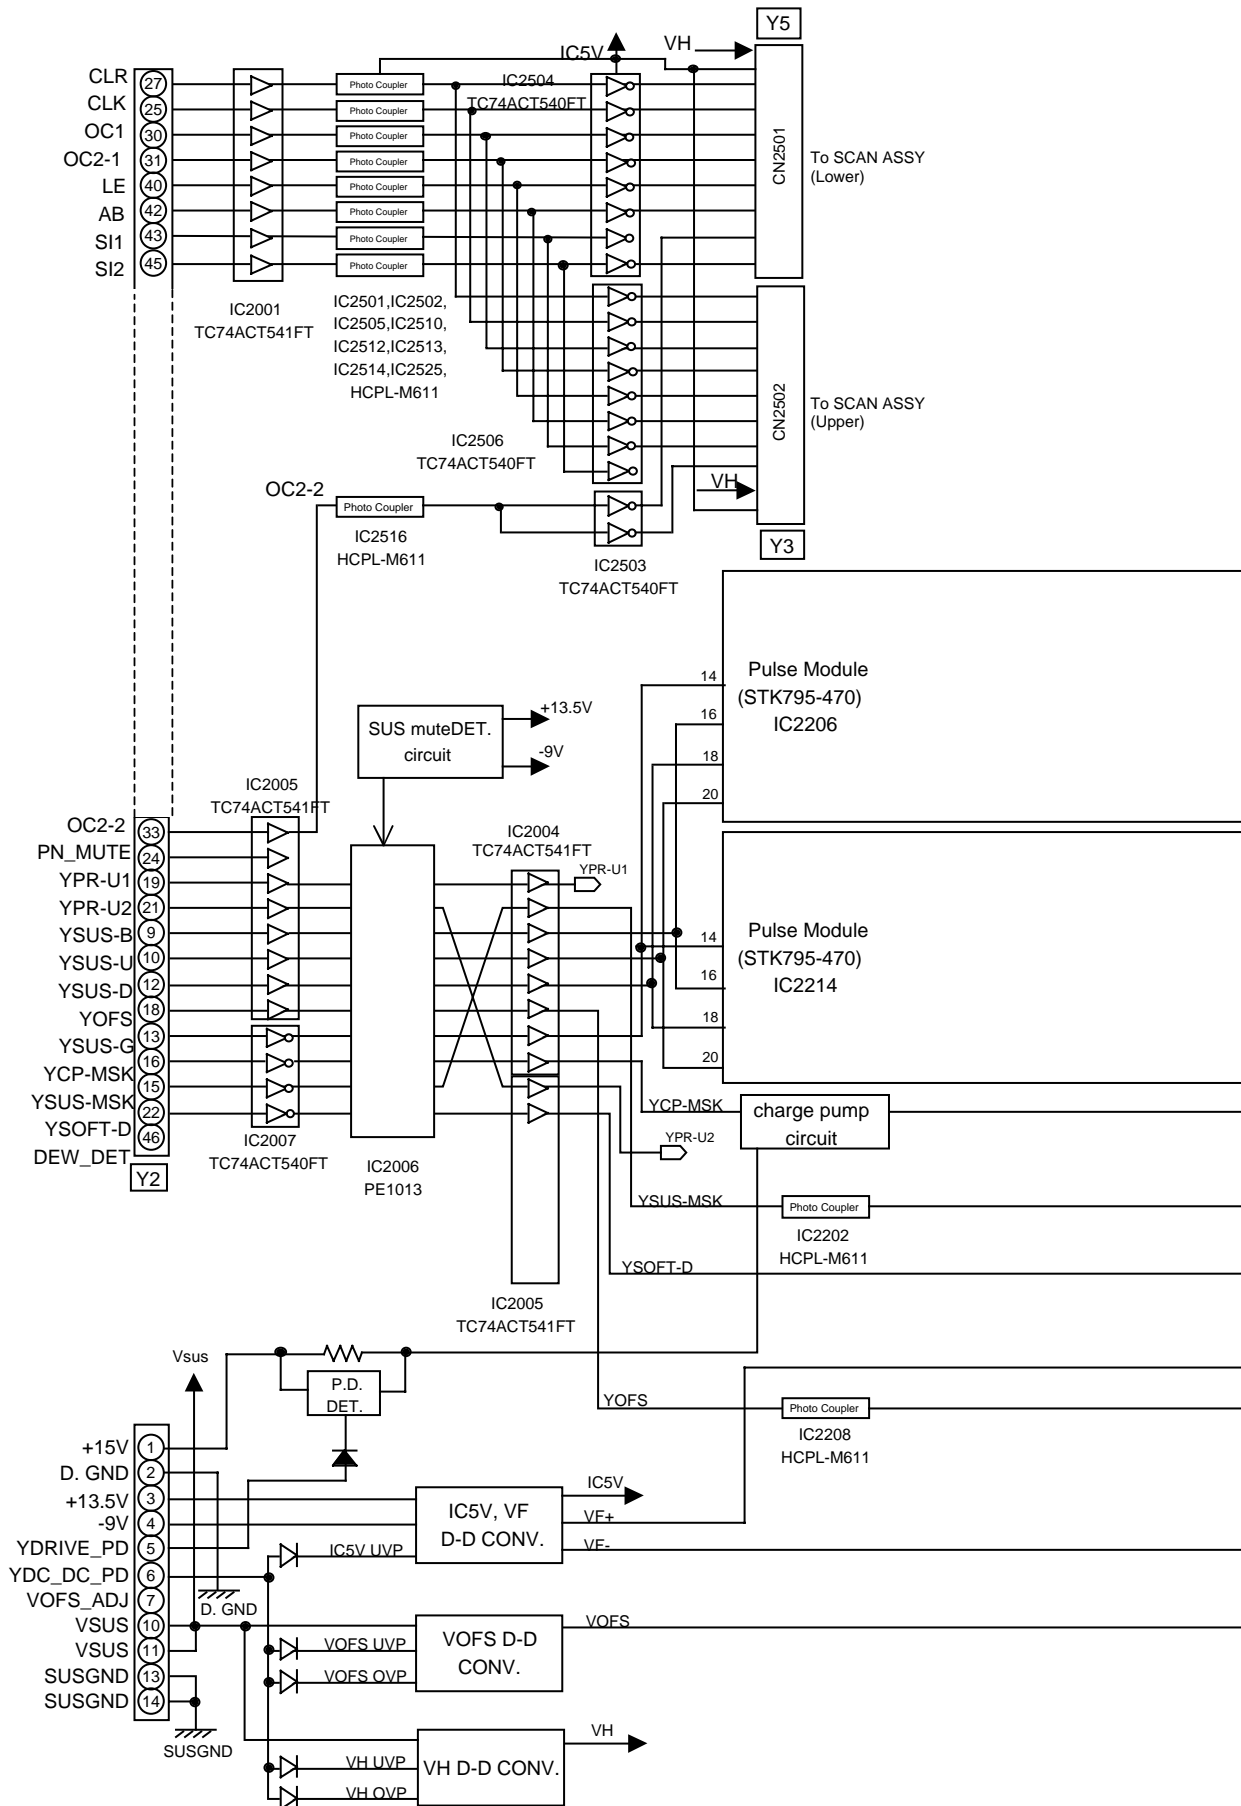 Y5
IC5V
VH
CLR 27
CLK 25
OC1 30
OC2-1 31
LE 40
AB 42
SI1 43
SI2 45
Photo Coupler
Photo Coupler
Photo Coupler
Photo Coupler
Photo Coupler
Photo Coupler
Photo Coupler
Photo Coupler
IC2504
TC74ACT540FT
CN2501
To SCAN ASSY
(Lower)
IC2001
TC74ACT541FT
IC2501,IC2502,
IC2505,IC2510,
IC2512,IC2513,
IC2514,IC2525,
HCPL-M611
CN2502
To SCAN ASSY
(Upper)
IC2506
TC74ACT540FT
VH
OC2-2
Photo Coupler
IC2516
HCPL-M611
IC2503
TC74ACT540FT
Y3
Pulse Module
(STK795-470)
IC2206
14
16
18
20
SUS muteDET.
circuit
+13.5V
-9V
IC2005
TC74ACT541FT
IC2004
TC74ACT541FT
YPR-U1
OC2-2 33
PN_MUTE 24
YPR-U1 19
YPR-U2 21
YSUS-B 9
YSUS-U 10
YSUS-D 12
YOFS 18
YSUS-G 13
YCP-MSK 16
YSUS-MSK 15
YSOFT-D 22
DEW_DET 46
Y2
Pulse Module
(STK795-470)
IC2214
14
16
18
20
IC2007
TC74ACT540FT
IC2006
PE1013
YCP-MSK
charge pump
circuit
YPR-U2
YSUS-MSK
Photo Coupler
IC2202
HCPL-M611
YSOFT-D
IC2005
TC74ACT541FT
Vsus
P.D.
DET.
YOFS
Photo Coupler
IC2208
HCPL-M611
+15V 1
D. GND 2
+13.5V 3
-9V 4
YDRIVE_PD 5
YDC_DC_PD 6
VOFS_ADJ 7
VSUS 10
VSUS 11
SUSGND 13
SUSGND 14
D. GND
SUSGND
IC5V, VF
D-D CONV.
IC5V
VF+
VF-
IC5V UVP
VOFS D-D
CONV.
VOFS
VOFS UVP
VOFS OVP
VH D-D CONV.
VH
VH UVP
VH OVP